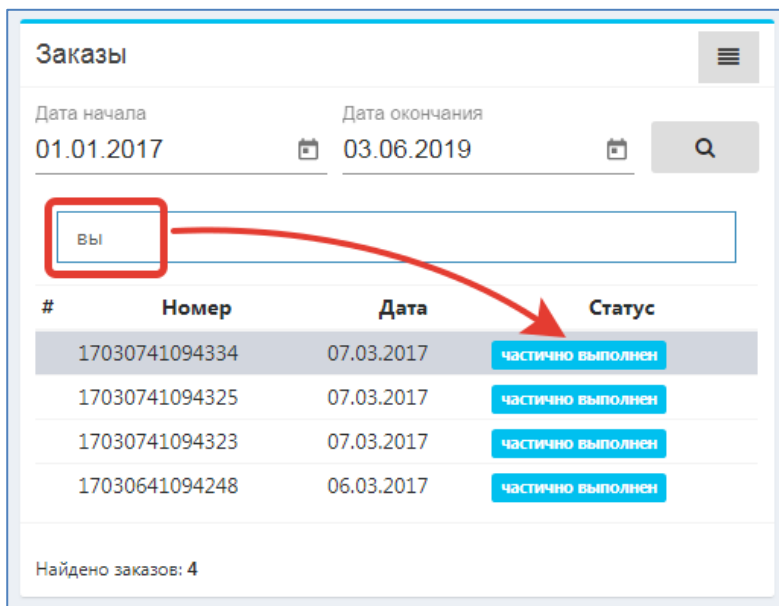 Заказы
Дата начала Дата окончания
01.01.2017 03.06.2019
вы
# Номер Дата Статус
17030741094334 07.03.2017 частично выполнен
17030741094325 07.03.2017 частично выполнен
17030741094323 07.03.2017 частично выполнен
17030641094248 06.03.2017 частично выполнен
Найдено заказов: 4